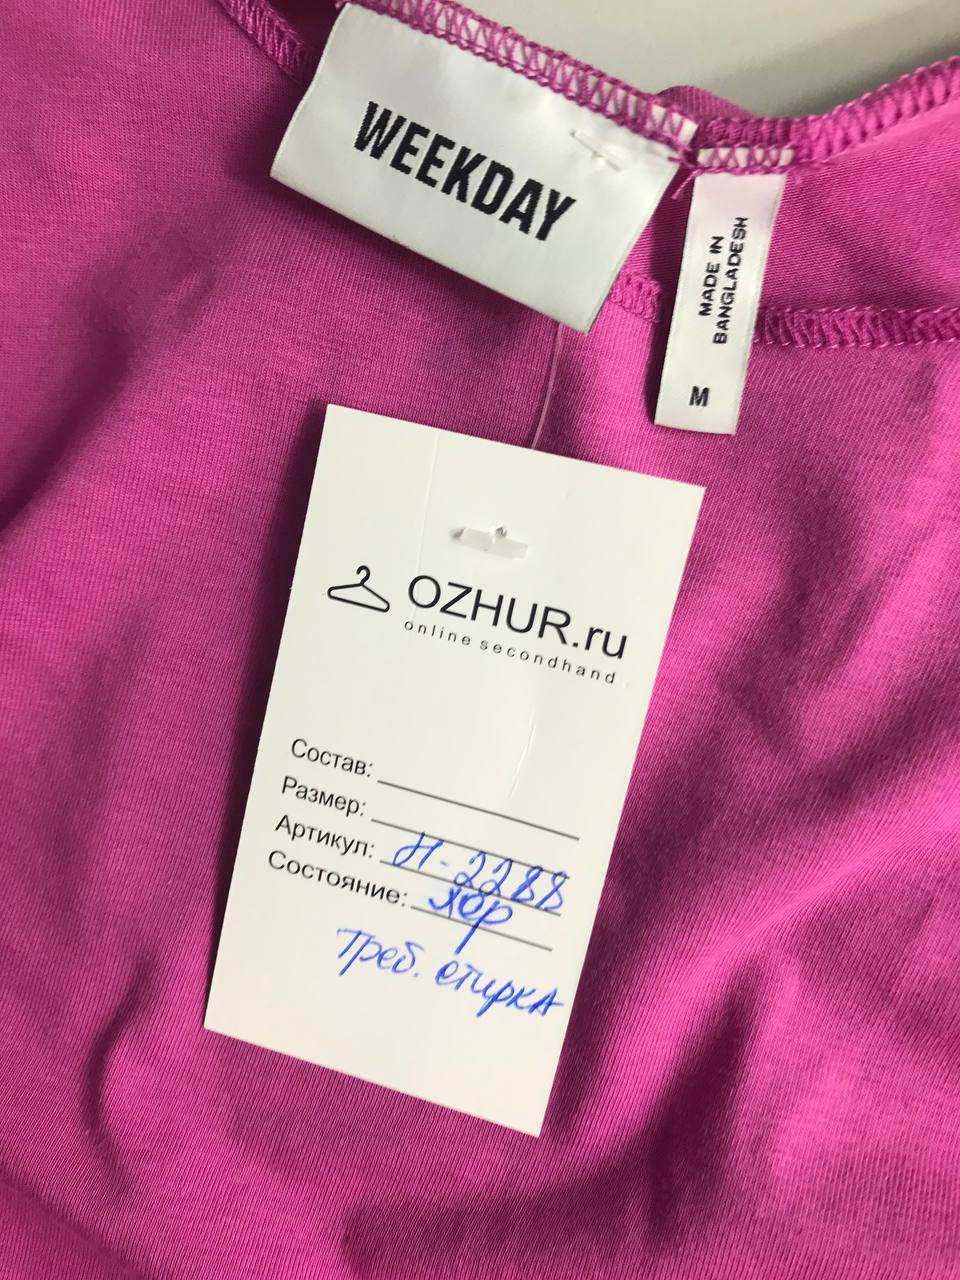 WEEKDAY
MADE IN
BANGLADESH
M
OZHUR.ru
online secondhand
Состав:
Размер:
Артикул: Н-2288
Состояние: хор
Треб. стирка